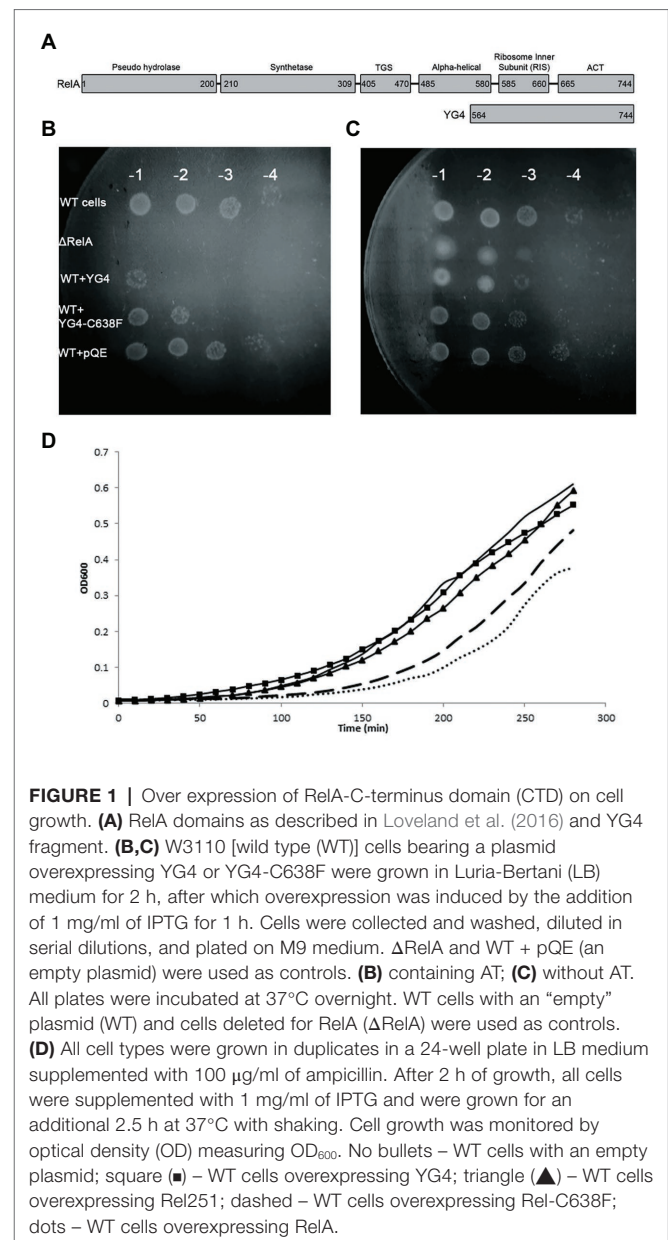 A
Pseudo hydrolase
Synthetase
TGS
Alpha-helical
Ribosome Inner
Subunit (RIS)
ACT
RelA 1 200 210 309 405 470 485 580 585 660 665 744
YG4 564 744
B
C
-1 -2 -3 -4
-1 -2 -3 -4
WT cells
ΔRelA
WT+YG4
WT+
YG4-C638F
WT+pQE
D
0.7
0.6
0.5
0.4
0.3
0.2
0.1
0
OD600
0 50 100 150 200 250 300
Time (min)
FIGURE 1 | Over expression of RelA-C-terminus domain (CTD) on cell
growth. (A) RelA domains as described in Loveland et al. (2016) and YG4
fragment. (B,C) W3110 [wild type (WT)] cells bearing a plasmid
overexpressing YG4 or YG4-C638F were grown in Luria-Bertani (LB)
medium for 2 h, after which overexpression was induced by the addition
of 1 mg/ml of IPTG for 1 h. Cells were collected and washed, diluted in
serial dilutions, and plated on M9 medium. ΔRelA and WT + pQE (an
empty plasmid) were used as controls. (B) containing AT; (C) without AT.
All plates were incubated at 37°C overnight. WT cells with an “empty”
plasmid (WT) and cells deleted for RelA (ΔRelA) were used as controls.
(D) All cell types were grown in duplicates in a 24-well plate in LB medium
supplemented with 100 μg/ml of ampicillin. After 2 h of growth, all cells
were supplemented with 1 mg/ml of IPTG and were grown for an
additional 2.5 h at 37°C with shaking. Cell growth was monitored by
optical density (OD) measuring OD₆₀₀. No bullets – WT cells with an empty
plasmid; square (■) – WT cells overexpressing YG4; triangle (▲) – WT cells
overexpressing Rel251; dashed – WT cells overexpressing Rel-C638F;
dots – WT cells overexpressing RelA.